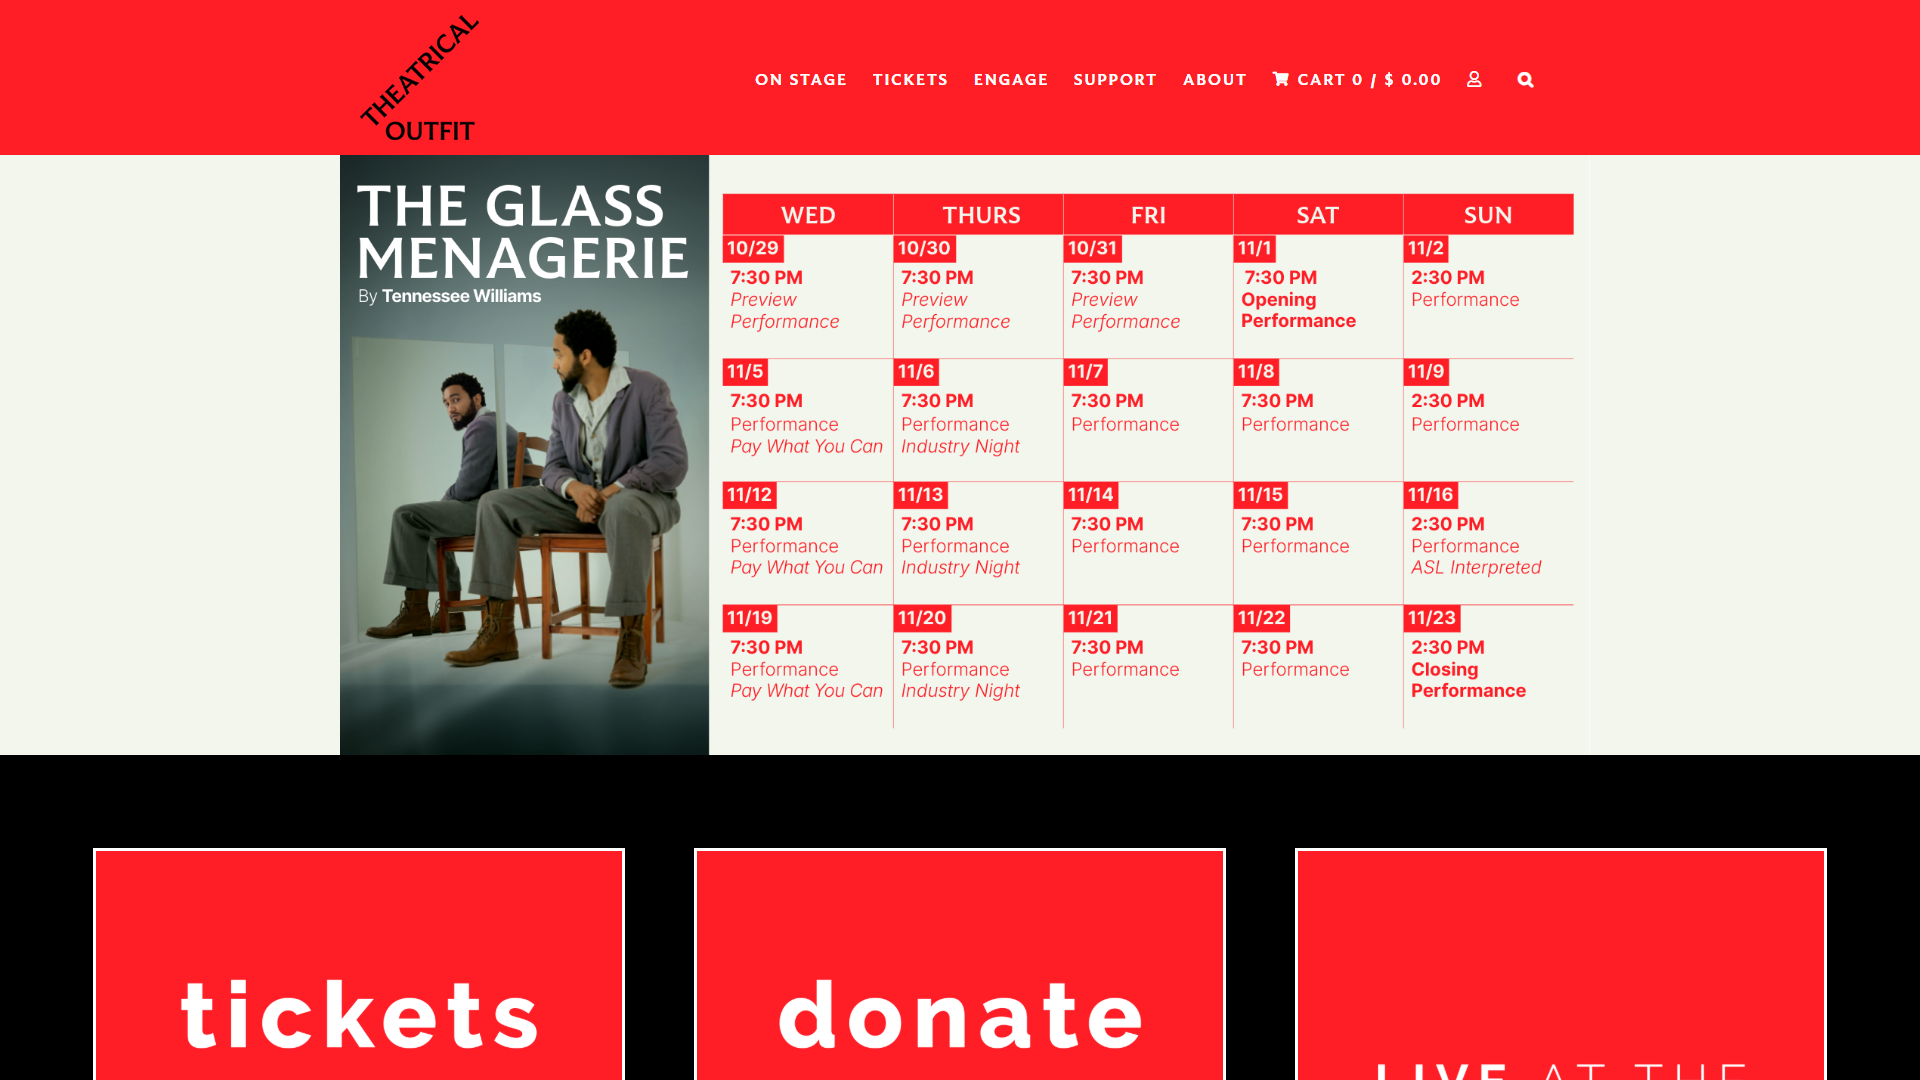 THEATRICAL
OUTFIT
ON STAGE TICKETS ENGAGE SUPPORT ABOUT CART 0 / $ 0.00
THE GLASS
MENAGERIE
By Tennessee Williams
WED THURS FRI SAT SUN
10/29 10/30 10/31 11/1 11/2
7:30 PM 7:30 PM 7:30 PM 7:30 PM 2:30 PM
Preview Preview Preview Opening Performance
Performance Performance Performance Performance
11/5 11/6 11/7 11/8 11/9
7:30 PM 7:30 PM 7:30 PM 7:30 PM 2:30 PM
Performance Performance Performance Performance Performance
Pay What You Can Industry Night
11/12 11/13 11/14 11/15 11/16
7:30 PM 7:30 PM 7:30 PM 7:30 PM 2:30 PM
Performance Performance Performance Performance Performance
Pay What You Can Industry Night ASL Interpreted
11/19 11/20 11/21 11/22 11/23
7:30 PM 7:30 PM 7:30 PM 7:30 PM 2:30 PM
Performance Performance Performance Performance Closing
Pay What You Can Industry Night Performance
tickets donate
LIVE AT THE